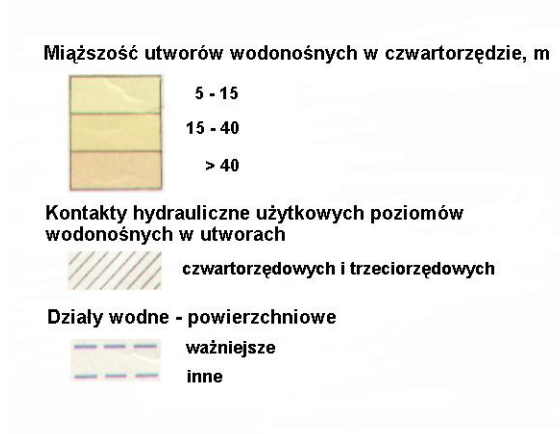 Miąższość utworów wodonośnych w czwartorzędzie, m
5 - 15
15 - 40
> 40
Kontakty hydrauliczne użytkowych poziomów
wodonośnych w utworach
czwartorzędowych i trzeciorzędowych
Działy wodne - powierzchniowe
ważniejsze
inne